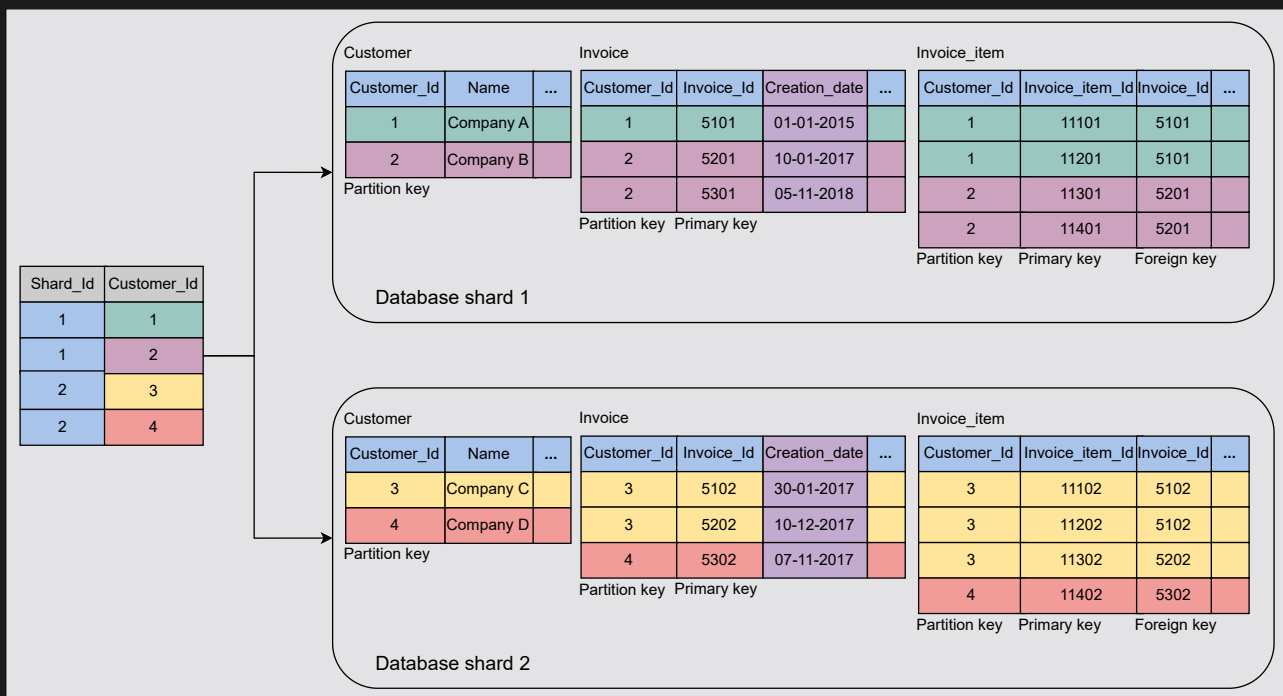 Shard_Id Customer_Id
1 1
1 2
2 3
2 4
Customer
Customer_Id Name ...
1 Company A
2 Company B
Partition key
Invoice
Customer_Id Invoice_Id Creation_date ...
1 5101 01-01-2015
2 5201 10-01-2017
2 5301 05-11-2018
Partition key Primary key
Invoice_item
Customer_Id Invoice_item_Id Invoice_Id ...
1 11101 5101
1 11201 5101
2 11301 5201
2 11401 5201
Partition key Primary key Foreign key
Database shard 1
Customer
Customer_Id Name ...
3 Company C
4 Company D
Partition key
Invoice
Customer_Id Invoice_Id Creation_date ...
3 5102 30-01-2017
3 5202 10-12-2017
4 5302 07-11-2017
Partition key Primary key
Invoice_item
Customer_Id Invoice_item_Id Invoice_Id ...
3 11102 5102
3 11202 5102
3 11302 5202
4 11402 5302
Partition key Primary key Foreign key
Database shard 2